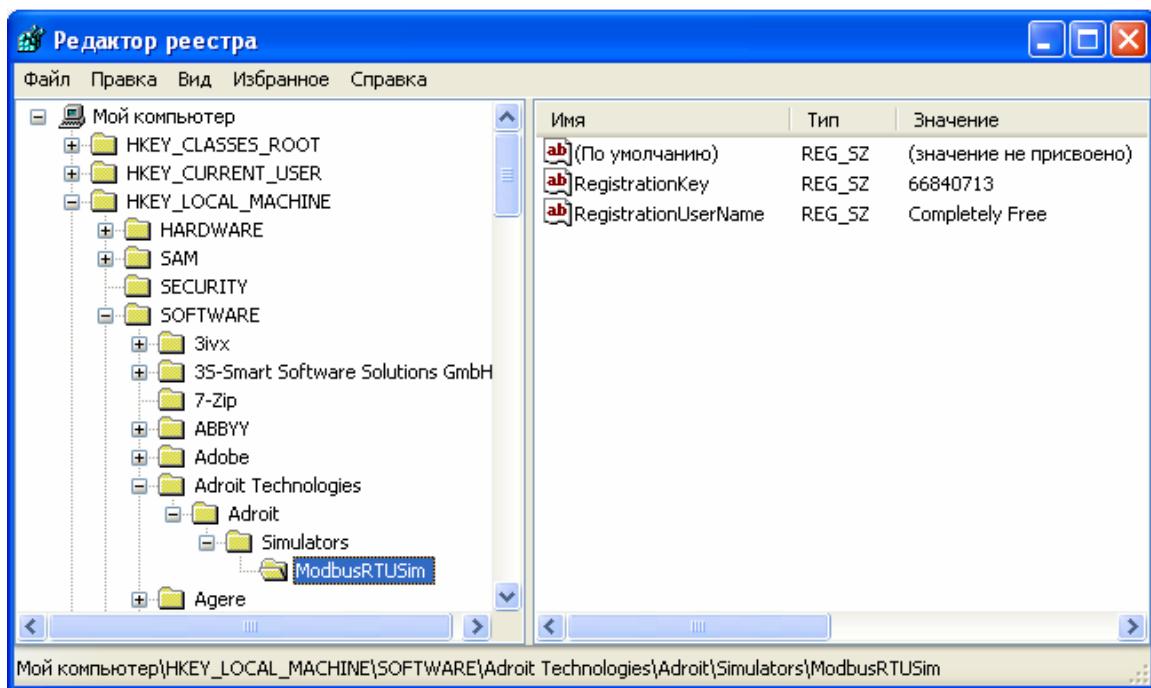 Редактор реестра
Файл Правка Вид Избранное Справка
Мой компьютер
HKEY_CLASSES_ROOT
HKEY_CURRENT_USER
HKEY_LOCAL_MACHINE
HARDWARE
SAM
SECURITY
SOFTWARE
3ivx
3S-Smart Software Solutions GmbH
7-Zip
ABBYY
Adobe
Adroit Technologies
Adroit
Simulators
ModbusRTUSim
Agere
Имя Тип Значение
ab (По умолчанию) REG_SZ (значение не присвоено)
ab RegistrationKey REG_SZ 66840713
ab RegistrationUserName REG_SZ Completely Free
Мой компьютер\HKEY_LOCAL_MACHINE\SOFTWARE\Adroit Technologies\Adroit\Simulators\ModbusRTUSim